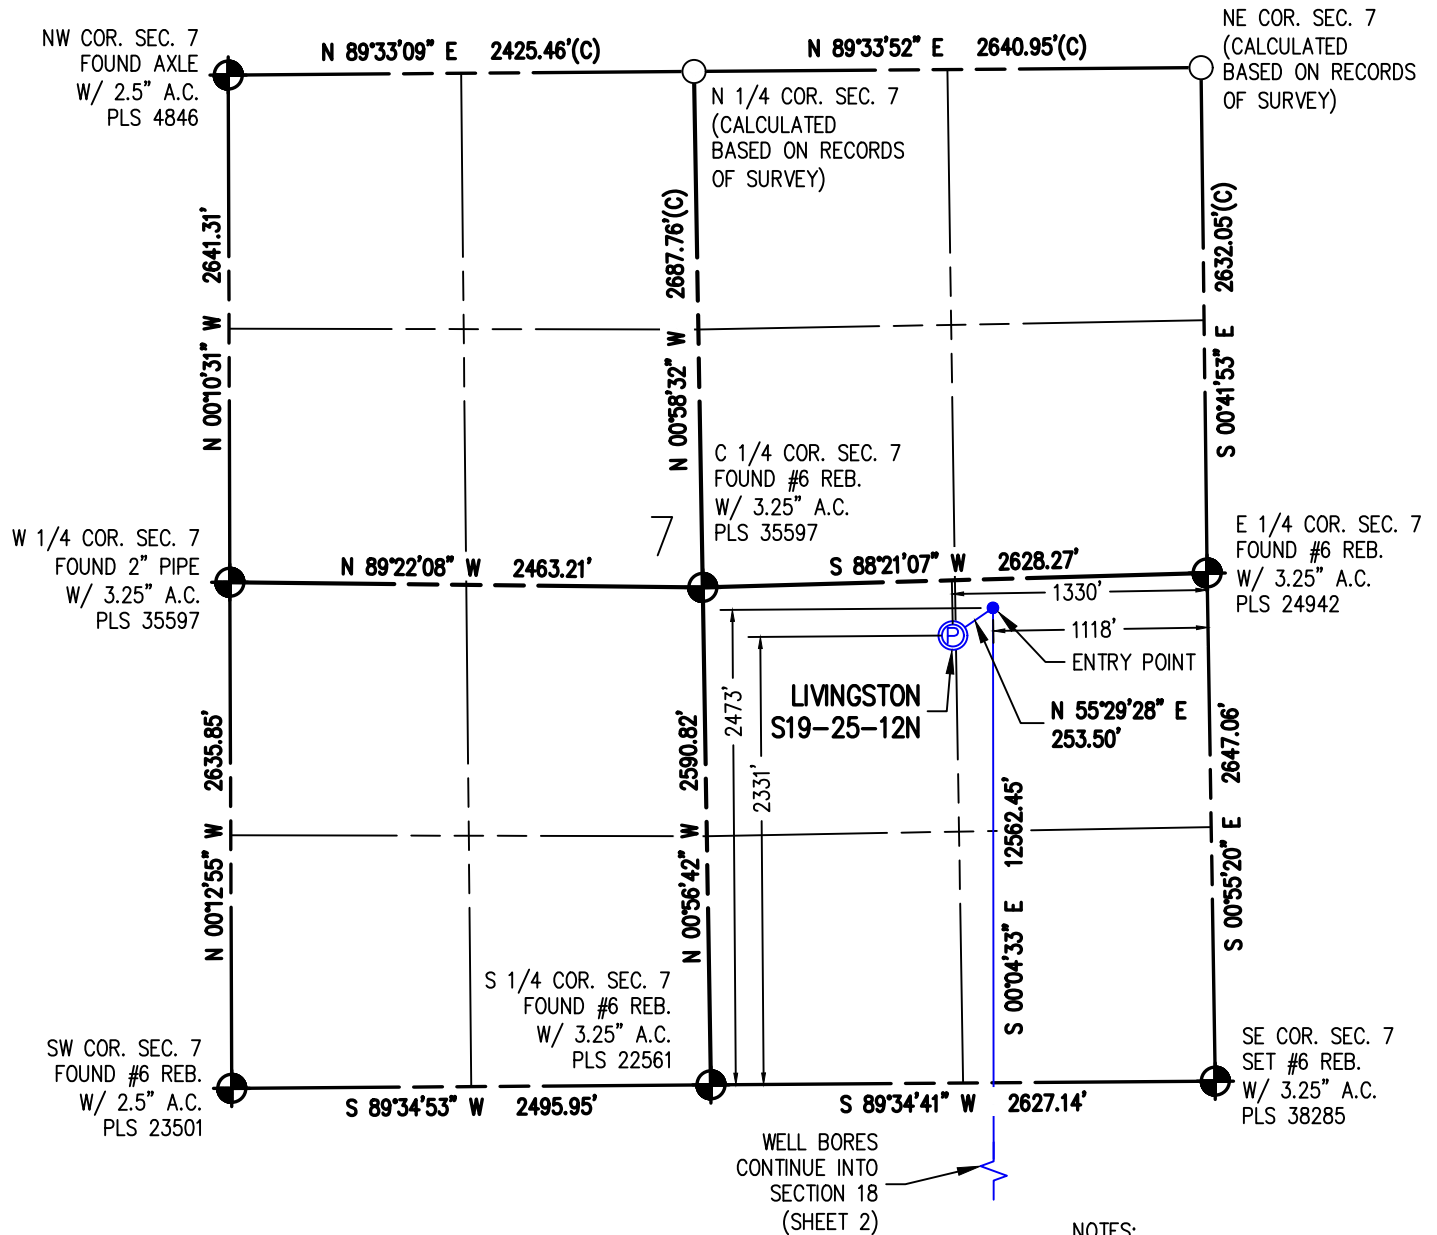 NW COR. SEC. 7
FOUND AXLE
W/ 2.5" A.C.
PLS 4846
N 89°33'09" E 2425.46'(C)
N 89°33'52" E 2640.95'(C)
NE COR. SEC. 7
(CALCULATED
BASED ON RECORDS
OF SURVEY)
N 1/4 COR. SEC. 7
(CALCULATED
BASED ON RECORDS
OF SURVEY)
N 00°10'31" W 2641.31'
N 00°58'32" W 2687.76'(C)
S 00°41'53" E 2632.05'(C)
C 1/4 COR. SEC. 7
FOUND #6 REB.
W/ 3.25" A.C.
PLS 35597
7
W 1/4 COR. SEC. 7
FOUND 2" PIPE
W/ 3.25" A.C.
PLS 35597
N 89°22'08" W 2463.21'
S 88°21'07" W 2628.27'
E 1/4 COR. SEC. 7
FOUND #6 REB.
W/ 3.25" A.C.
PLS 24942
1330'
1118'
P
ENTRY POINT
LIVINGSTON
S19-25-12N
N 55°29'28" E
253.50'
2473'
2331'
N 00°12'55" W 2635.85'
N 00°56'42" W 2590.82'
S 00°04'33" E 12562.45'
S 00°55'20" E 2647.06'
S 1/4 COR. SEC. 7
FOUND #6 REB.
W/ 3.25" A.C.
PLS 22561
SW COR. SEC. 7
FOUND #6 REB.
W/ 2.5" A.C.
PLS 23501
S 89°34'53" W 2495.95'
S 89°34'41" W 2627.14'
SE COR. SEC. 7
SET #6 REB.
W/ 3.25" A.C.
PLS 38285
WELL BORES
CONTINUE INTO
SECTION 18
(SHEET 2)
NOTES: